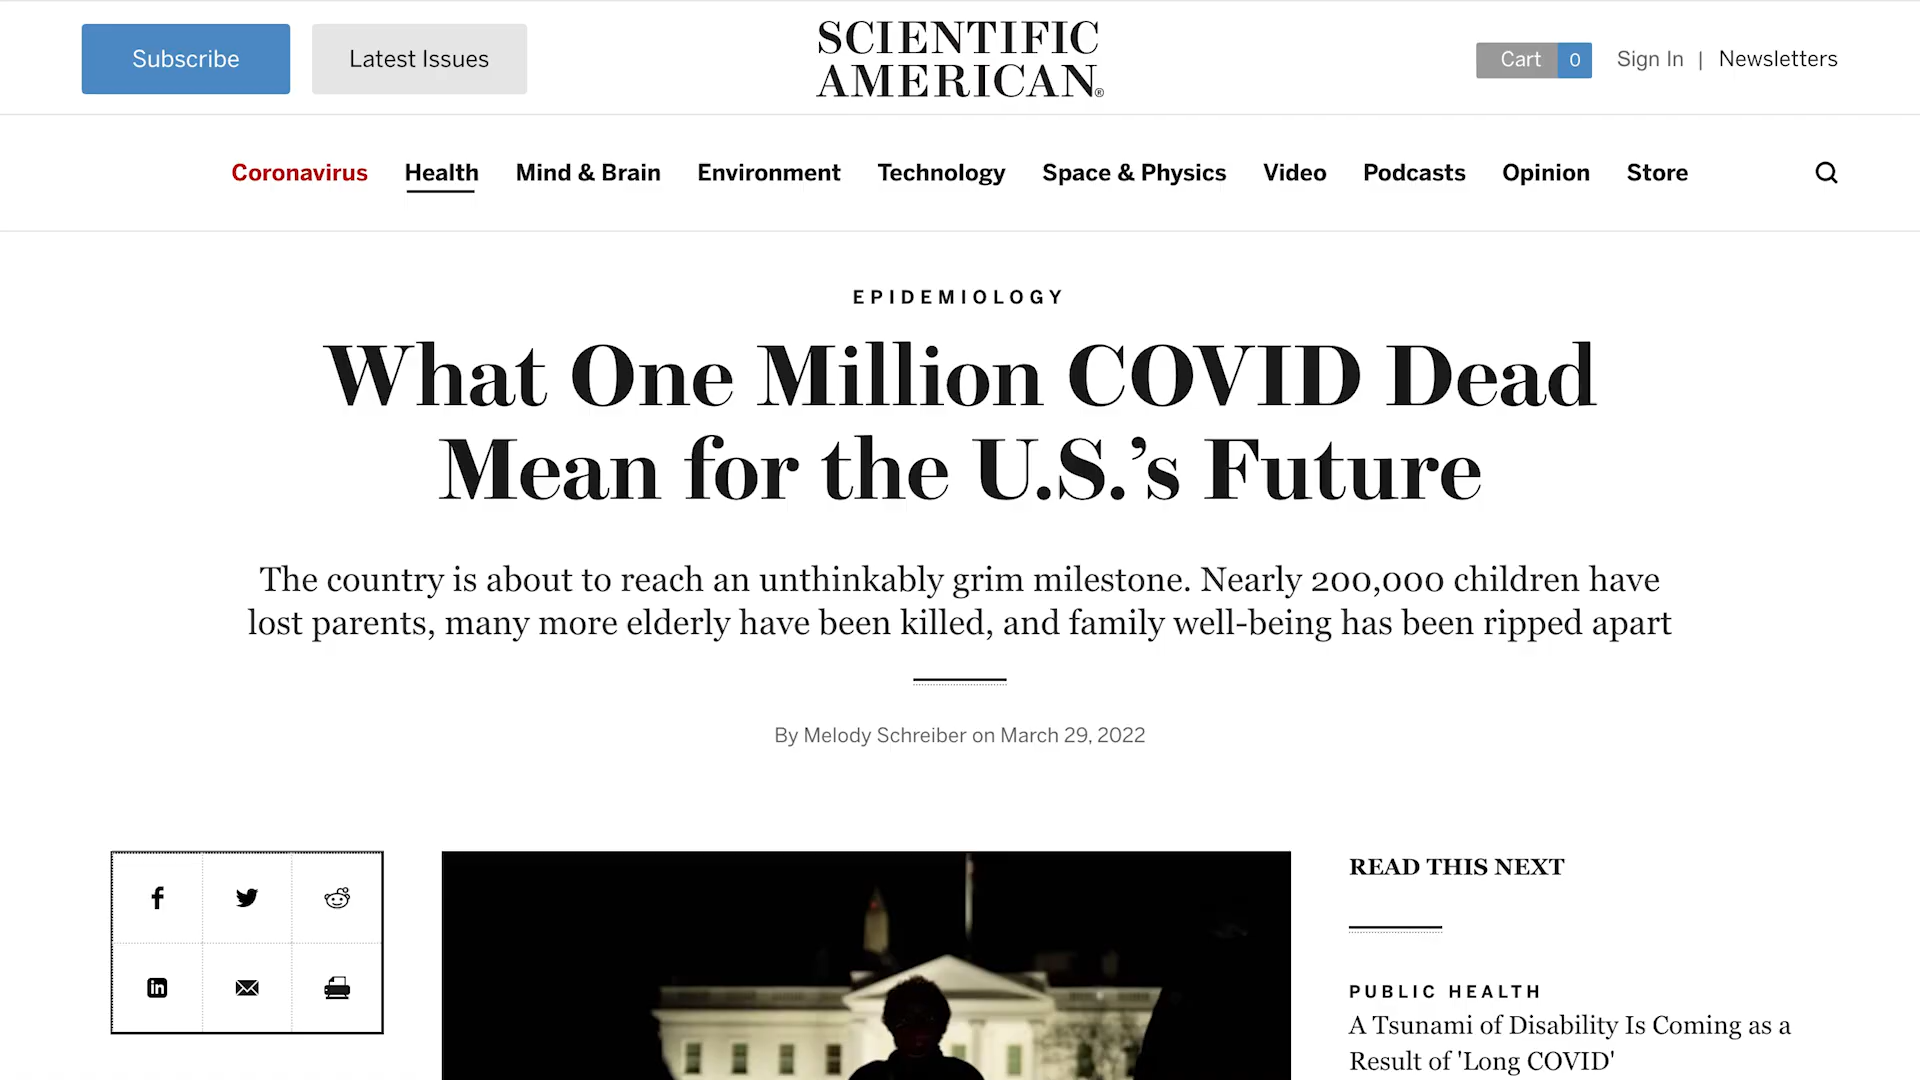 Subscribe
Latest Issues
SCIENTIFIC
AMERICAN®
Cart 0
Sign In | Newsletters
Coronavirus Health Mind & Brain Environment Technology Space & Physics Video Podcasts Opinion Store
EPIDEMIOLOGY
What One Million COVID Dead
Mean for the U.S.’s Future
The country is about to reach an unthinkably grim milestone. Nearly 200,000 children have
lost parents, many more elderly have been killed, and family well-being has been ripped apart
By Melody Schreiber on March 29, 2022
READ THIS NEXT
PUBLIC HEALTH
A Tsunami of Disability Is Coming as a
Result of 'Long COVID'